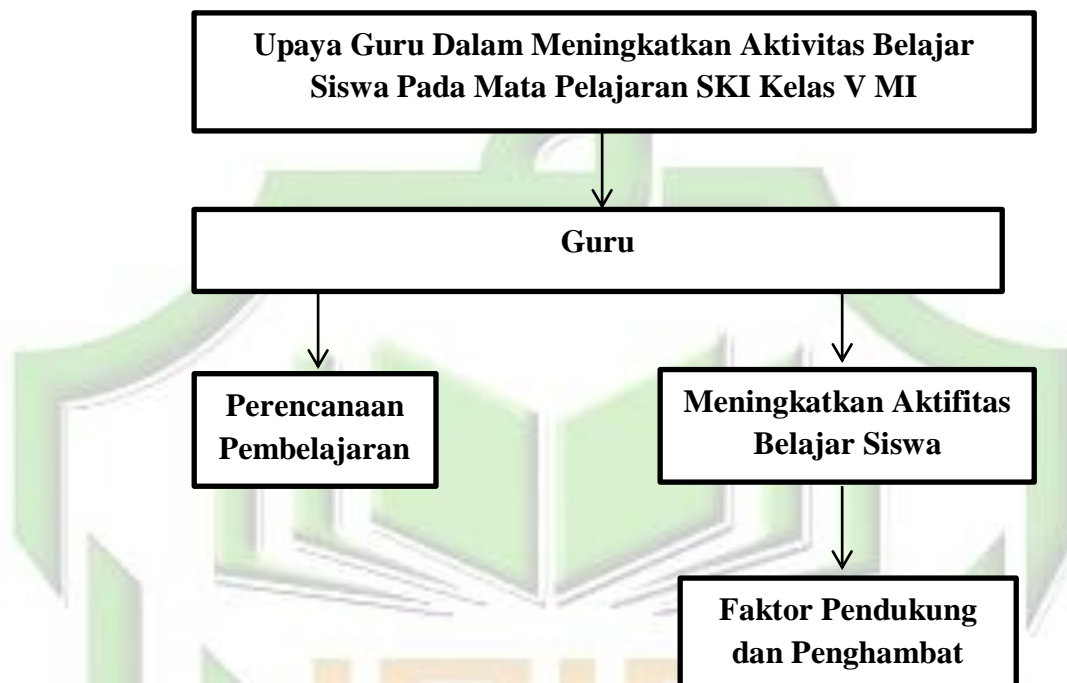 Upaya Guru Dalam Meningkatkan Aktivitas Belajar
Siswa Pada Mata Pelajaran SKI Kelas V MI
Guru
Perencanaan
Pembelajaran
Meningkatkan Aktifitas
Belajar Siswa
Faktor Pendukung
dan Penghambat